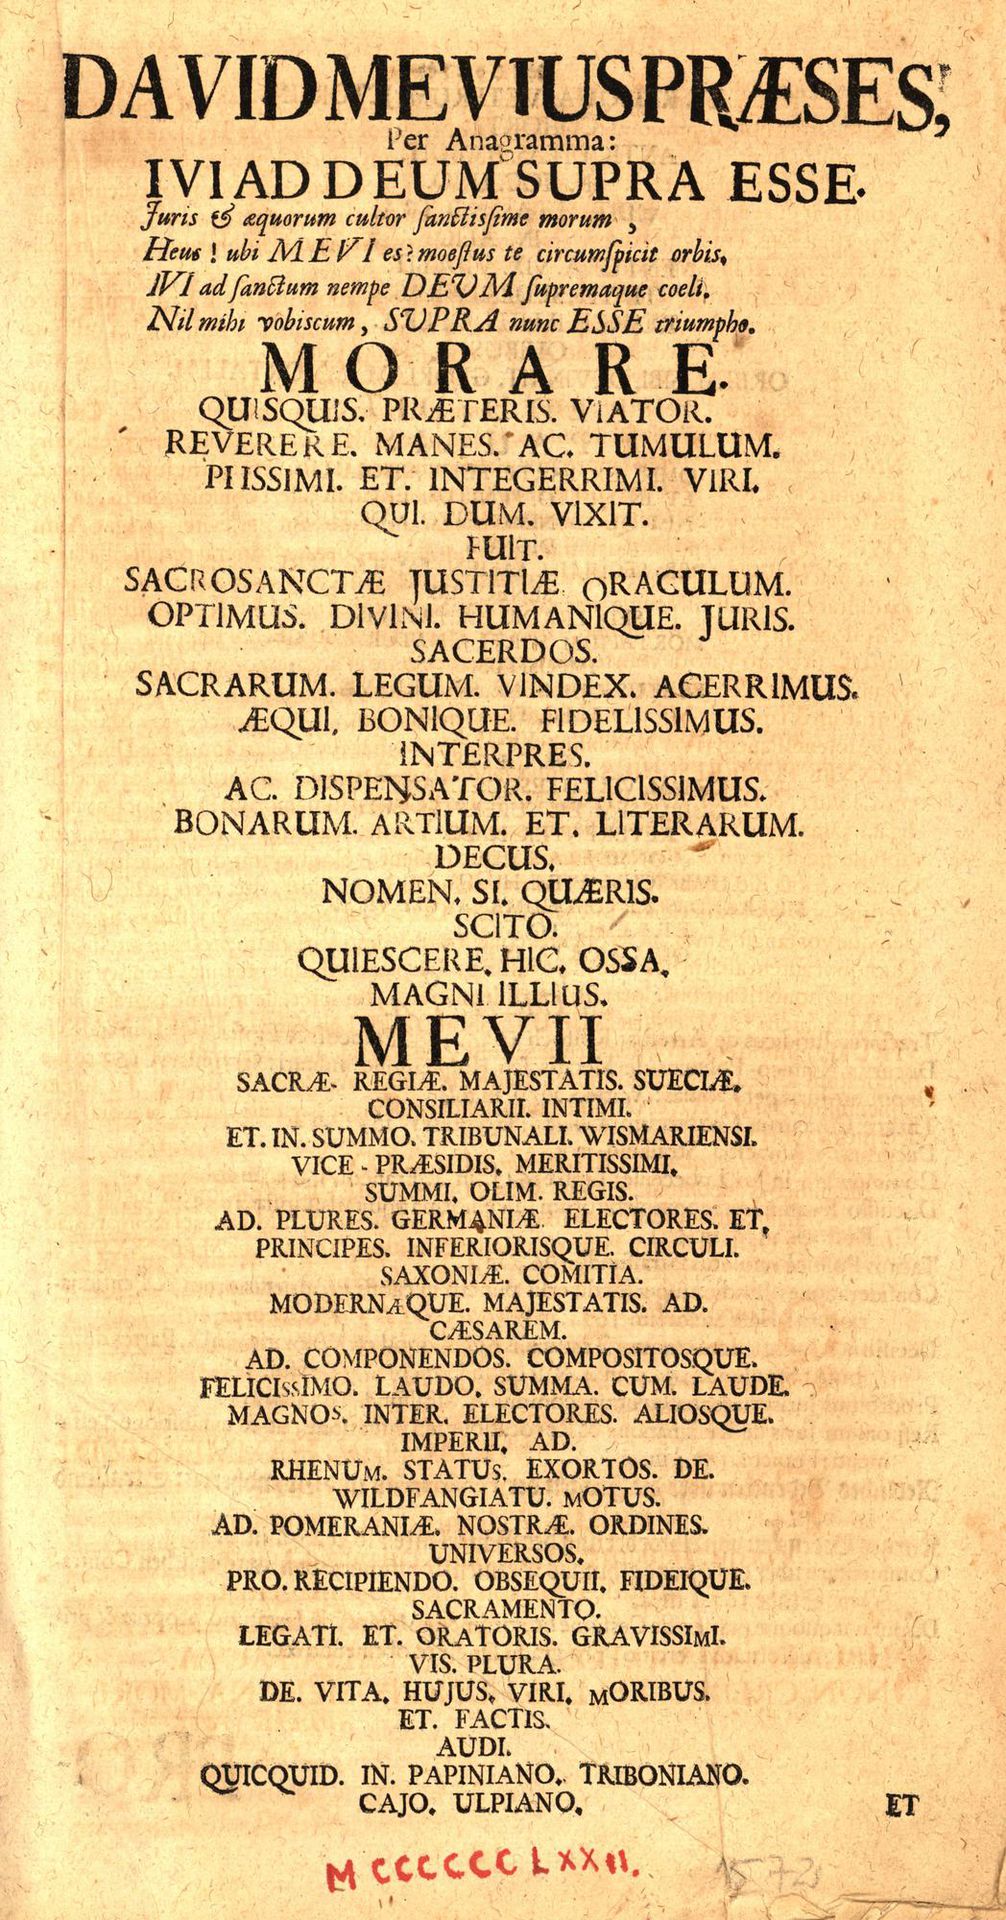 DAVID MEVIUS PRÆSES,
Per Anagramma:
IVI AD DEUM SUPRA ESSE.
Juris & æquorum cultor ſanctiſſime morum,
Heus! ubi MEVI es? moeſtus te circumſpicit orbis.
IVI ad ſanctum nempe DEUM ſupremaque coeli.
Nil mihi vobiscum, SUPRA nunc ESSE triumpho.
MORARE.
QUISQUIS. PRÆTERIS. VIATOR.
REVERERE. MANES. AC. TUMULUM.
PIISSIMI. ET. INTEGERRIMI. VIRI.
QUI. DUM. VIXIT.
FUIT.
SACROSANCTÆ JUSTITIÆ ORACULUM.
OPTIMUS. DIVINI. HUMANIQUE. JURIS.
SACERDOS.
SACRARUM. LEGUM. VINDEX. ACERRIMUS.
ÆQUI, BONIQUE. FIDELISSIMUS.
INTERPRES.
AC. DISPENSATOR. FELICISSIMUS.
BONARUM. ARTIUM. ET. LITERARUM.
DECUS.
NOMEN. SI. QUÆRIS.
SCITO.
QUIESCERE. HIC. OSSA.
MAGNI ILLIUS.
MEVII
SACRÆ. REGIÆ. MAJESTATIS. SUECIÆ.
CONSILIARII. INTIMI.
ET. IN. SUMMO. TRIBUNALI. WISMARIENSI.
VICE-PRÆSIDIS. MERITISSIMI.
SUMMI. OLIM. REGIS.
AD. PLURES. GERMANIÆ ELECTORES. ET.
PRINCIPES. INFERIORISQUE. CIRCULI.
SAXONIÆ. COMITIA.
MODERNÆQUE. MAJESTATIS. AD.
CÆSAREM.
AD. COMPONENDOS. COMPOSITOSQUE.
FELICISSIMO. LAUDO. SUMMA. CUM. LAUDE.
MAGNOS. INTER. ELECTORES. ALIOSQUE.
IMPERII. AD.
RHENUM. STATUS. EXORTOS. DE.
WILDFANGIATU. MOTUS.
AD. POMERANIÆ. NOSTRÆ. ORDINES.
UNIVERSOS.
PRO. RECIPIENDO. OBSEQUII. FIDEIQUE.
SACRAMENTO.
LEGATI. ET. ORATORIS. GRAVISSIMI.
VIS. PLURA.
DE. VITA. HUJUS. VIRI. MORIBUS.
ET. FACTIS.
AUDI.
QUICQUID. IN. PAPINIANO. TRIBONIANO.
CAJO. ULPIANO.
ET
MCCCCCCLXXII.